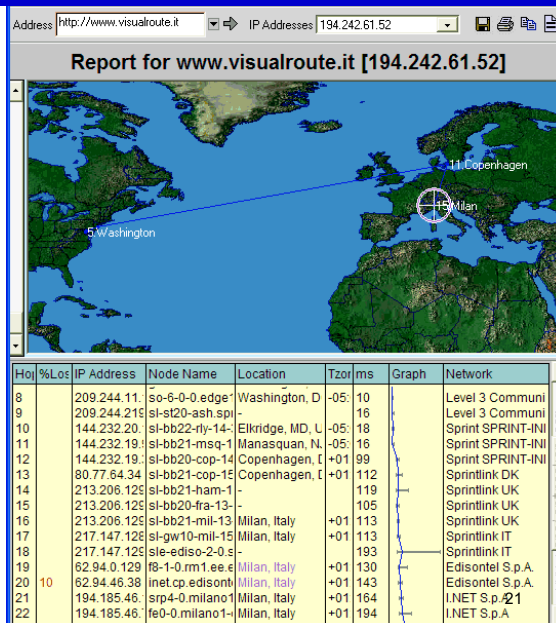 Address http://www.visualroute.it IP Addresses 194.242.61.52
Report for www.visualroute.it [194.242.61.52]
11.Copenhagen
15.Milan
5.Washington
Hop %Los IP Address Node Name Location Tzor ms Graph Network
8 209.244.11. so-6-0-0.edge1 Washington, D -05: 10 Level 3 Communi
9 209.244.219 sl-st20-ash.spi - 16 Level 3 Communi
10 144.232.20. sl-bb22-rly-14- Elkridge, MD, U -05: 18 Sprint SPRINT-INI
11 144.232.19. sl-bb21-msq-1 Manasquan, N. -05: 16 Sprint SPRINT-INI
12 144.232.19. sl-bb20-cop-14 Copenhagen, [ +01 99 Sprint SPRINT-INI
13 80.77.64.34 sl-bb21-cop-15 Copenhagen, [ +01 112 Sprintlink DK
14 213.206.129 sl-bb21-ham-1 - 119 Sprintlink UK
15 213.206.129 sl-bb20-fra-13- - 105 Sprintlink UK
16 213.206.129 sl-bb21-mil-13- Milan, Italy +01 113 Sprintlink UK
17 217.147.128 sl-gw10-mil-15 Milan, Italy +01 113 Sprintlink IT
18 217.147.129 sle-ediso-2-0.s - 193 Sprintlink IT
19 62.94.0.129 f8-1-0.rm1.ee.e Milan, Italy +01 130 Edisontel S.p.A.
20 10 62.94.46.38 inet.cp.edisont Milan, Italy +01 143 Edisontel S.p.A.
21 194.185.46. srp4-0.milano1 Milan, Italy +01 164 I.NET S.p.A
22 194.185.46. fe0-0.milano1- Milan, Italy +01 194 I.NET S.p.A
21